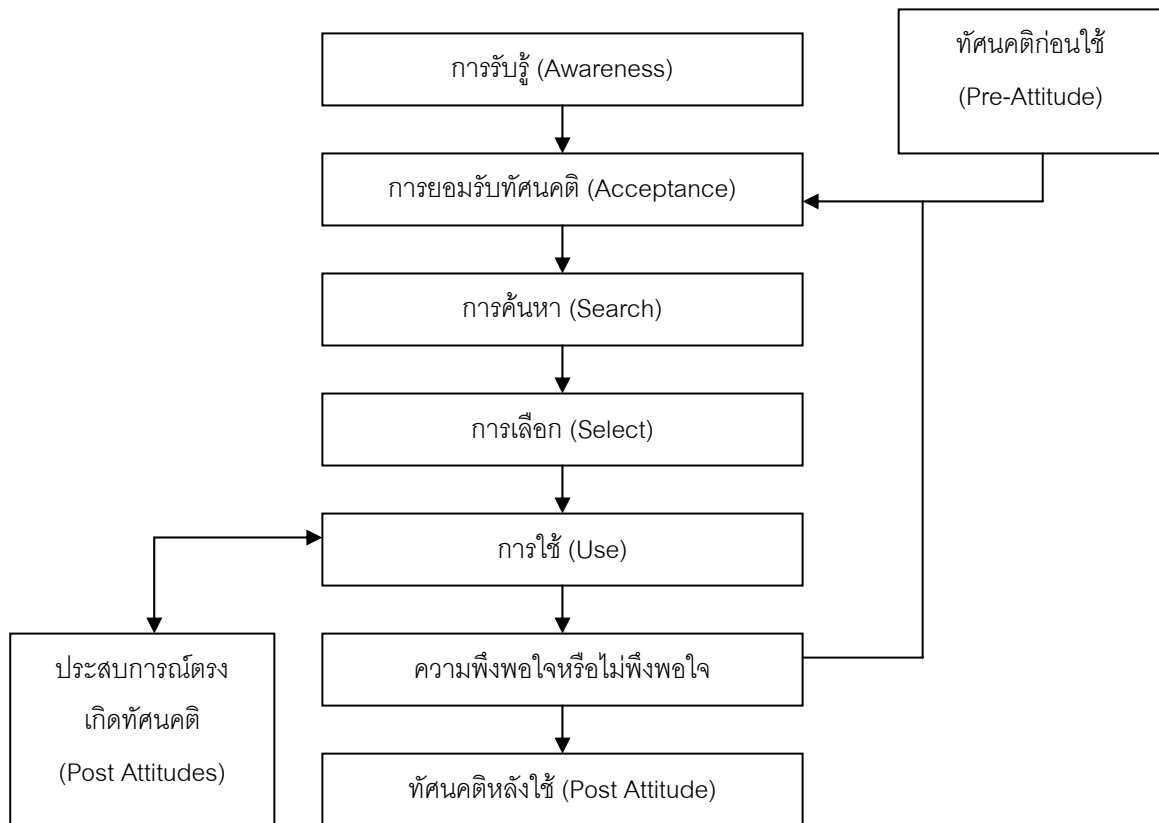 การรับรู้ (Awareness)
ทัศนคติก่อนใช้
(Pre-Attitude)
การยอมรับทัศนคติ (Acceptance)
การค้นหา (Search)
การเลือก (Select)
การใช้ (Use)
ประสบการณ์ตรง
เกิดทัศนคติ
(Post Attitudes)
ความพึงพอใจหรือไม่พึงพอใจ
ทัศนคติหลังใช้ (Post Attitude)